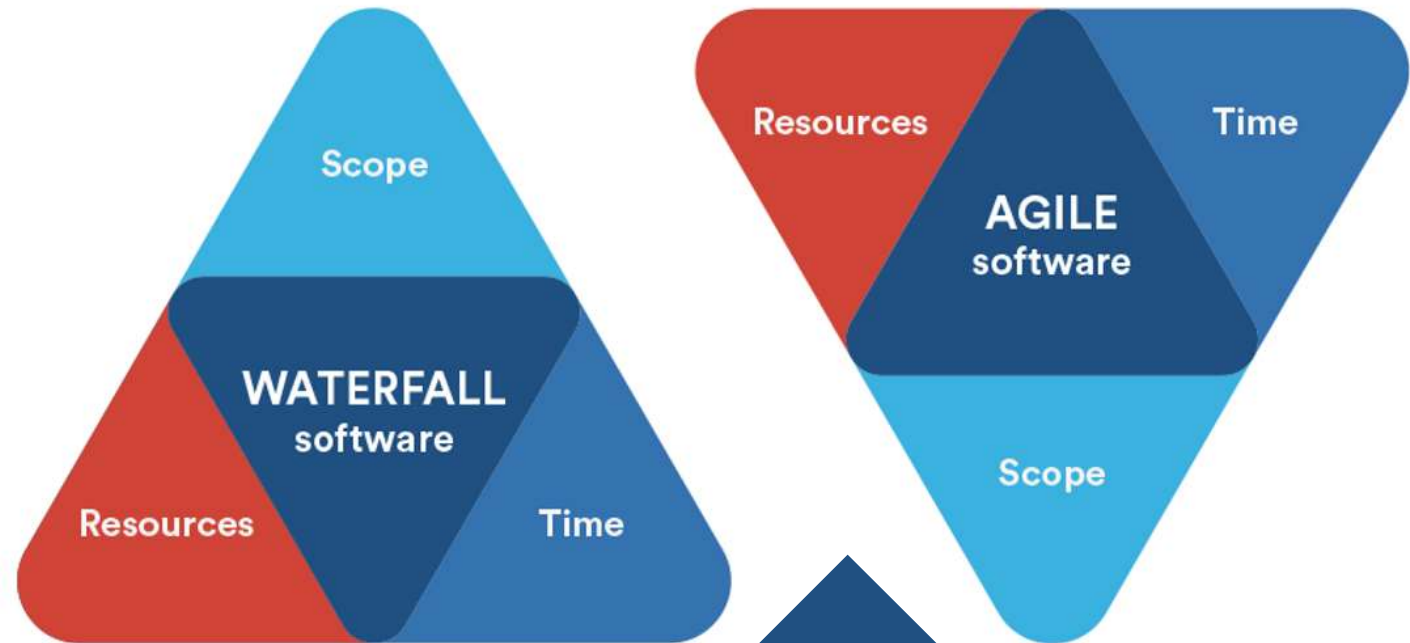 Scope
WATERFALL
software
Resources
Time
Resources
Time
AGILE
software
Scope